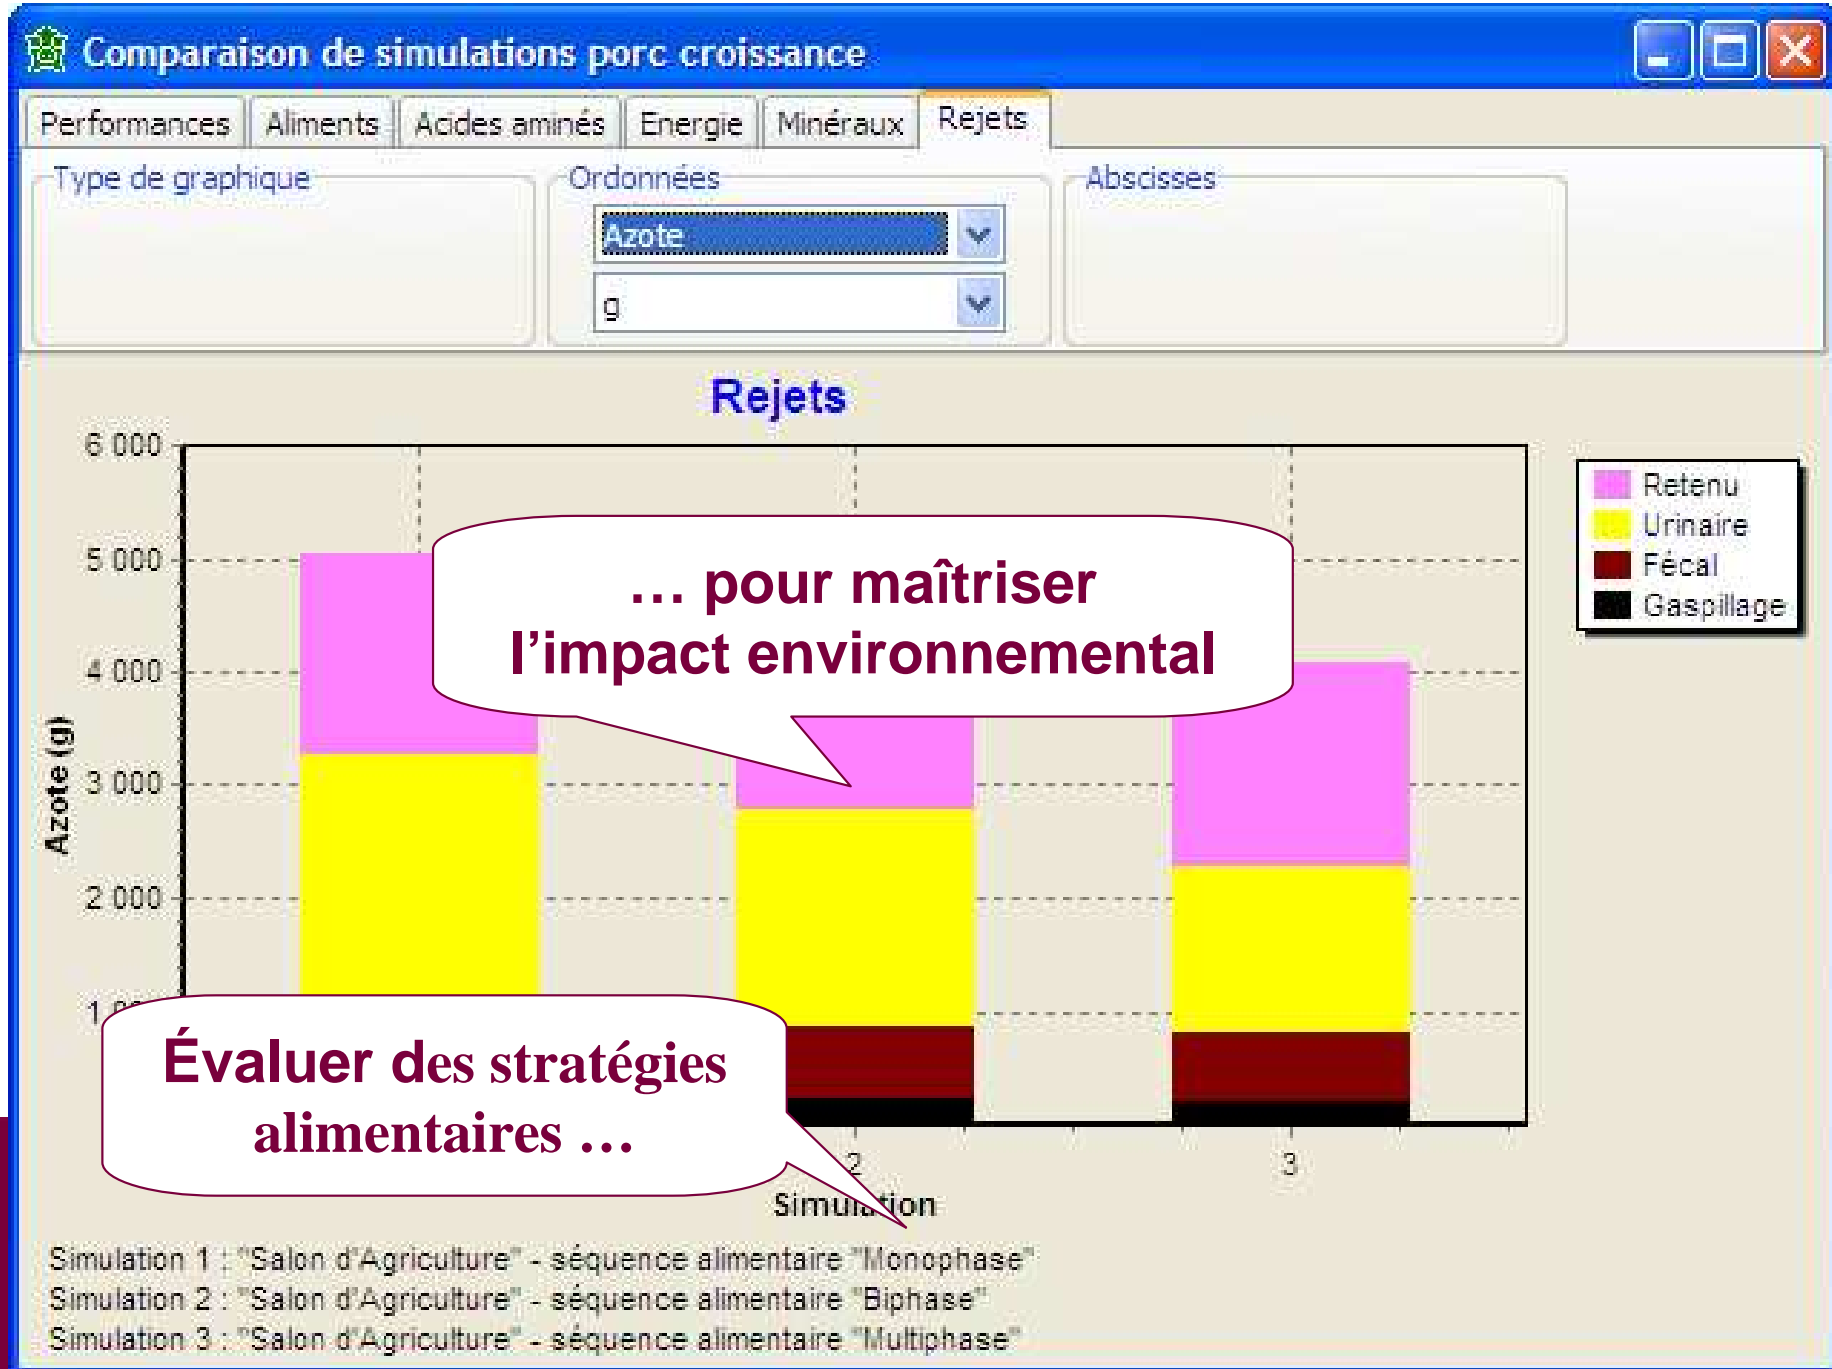 Comparaison de simulations porc croissance
Performances Aliments Acides aminés Energie Minéraux Rejets
Type de graphique Ordonnées Abscisses
Azote
g
Rejets
6 000
5 000
4 000
3 000
2 000
Azote (g)
Retenu
Urinaire
Fécal
Gaspillage
… pour maîtriser
l’impact environnemental
Évaluer des stratégies
alimentaires …
2 3
Simulation
Simulation 1 : "Salon d'Agriculture" - séquence alimentaire "Monophase"
Simulation 2 : "Salon d'Agriculture" - séquence alimentaire "Biphase"
Simulation 3 : "Salon d'Agriculture" - séquence alimentaire "Multiphase"